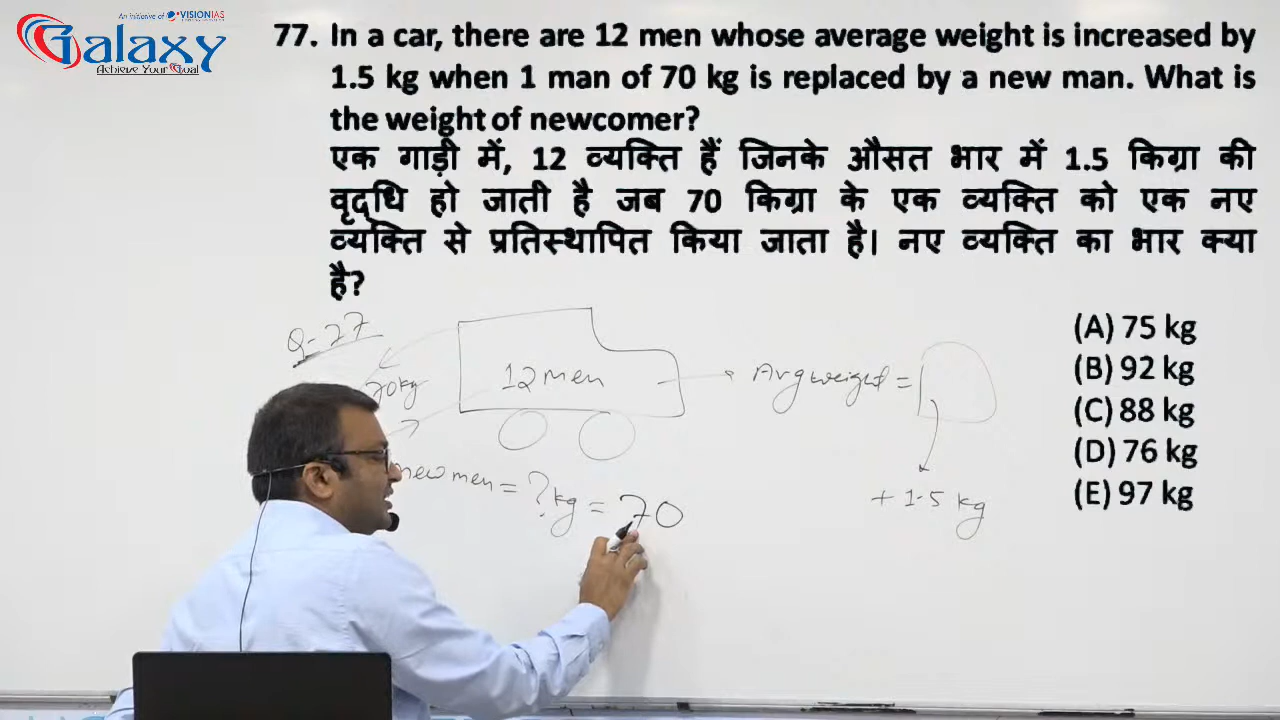 An initiative of VISIONIAS
Galaxy
Achieve Your Goal
77. In a car, there are 12 men whose average weight is increased by
1.5 kg when 1 man of 70 kg is replaced by a new man. What is
the weight of newcomer?
एक गाड़ी में, 12 व्यक्ति हैं जिनके औसत भार में 1.5 किग्रा की
वृद्धि हो जाती है जब 70 किग्रा के एक व्यक्ति को एक नए
व्यक्ति से प्रतिस्थापित किया जाता है। नए व्यक्ति का भार क्या
है?
(A) 75 kg
(B) 92 kg
(C) 88 kg
(D) 76 kg
(E) 97 kg
Q-77
70kg
12 men
Avg weight =
+ 1.5 kg
new men = ? kg = 70